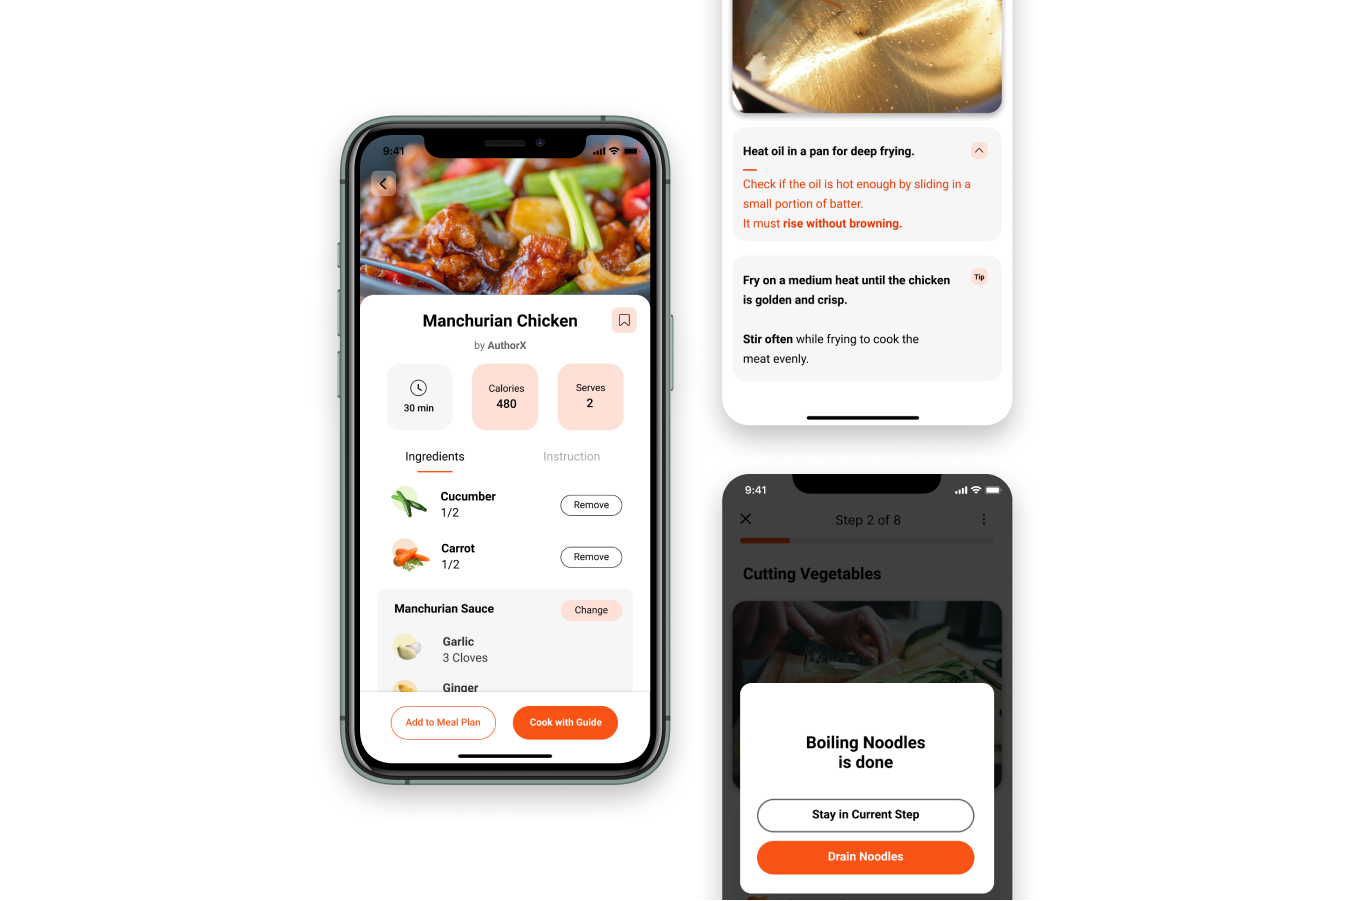 9:41
Manchurian Chicken
by AuthorX
30 min
Calories
480
Serves
2
Ingredients
Instruction
Cucumber
1/2
Remove
Carrot
1/2
Remove
Manchurian Sauce
Change
Garlic
3 Cloves
Ginger
Add to Meal Plan
Cook with Guide
Heat oil in a pan for deep frying.
Check if the oil is hot enough by sliding in a
small portion of batter.
It must rise without browning.
Fry on a medium heat until the chicken
is golden and crisp.
Tip
Stir often while frying to cook the
meat evenly.
9:41
Step 2 of 8
Cutting Vegetables
Boiling Noodles
is done
Stay in Current Step
Drain Noodles